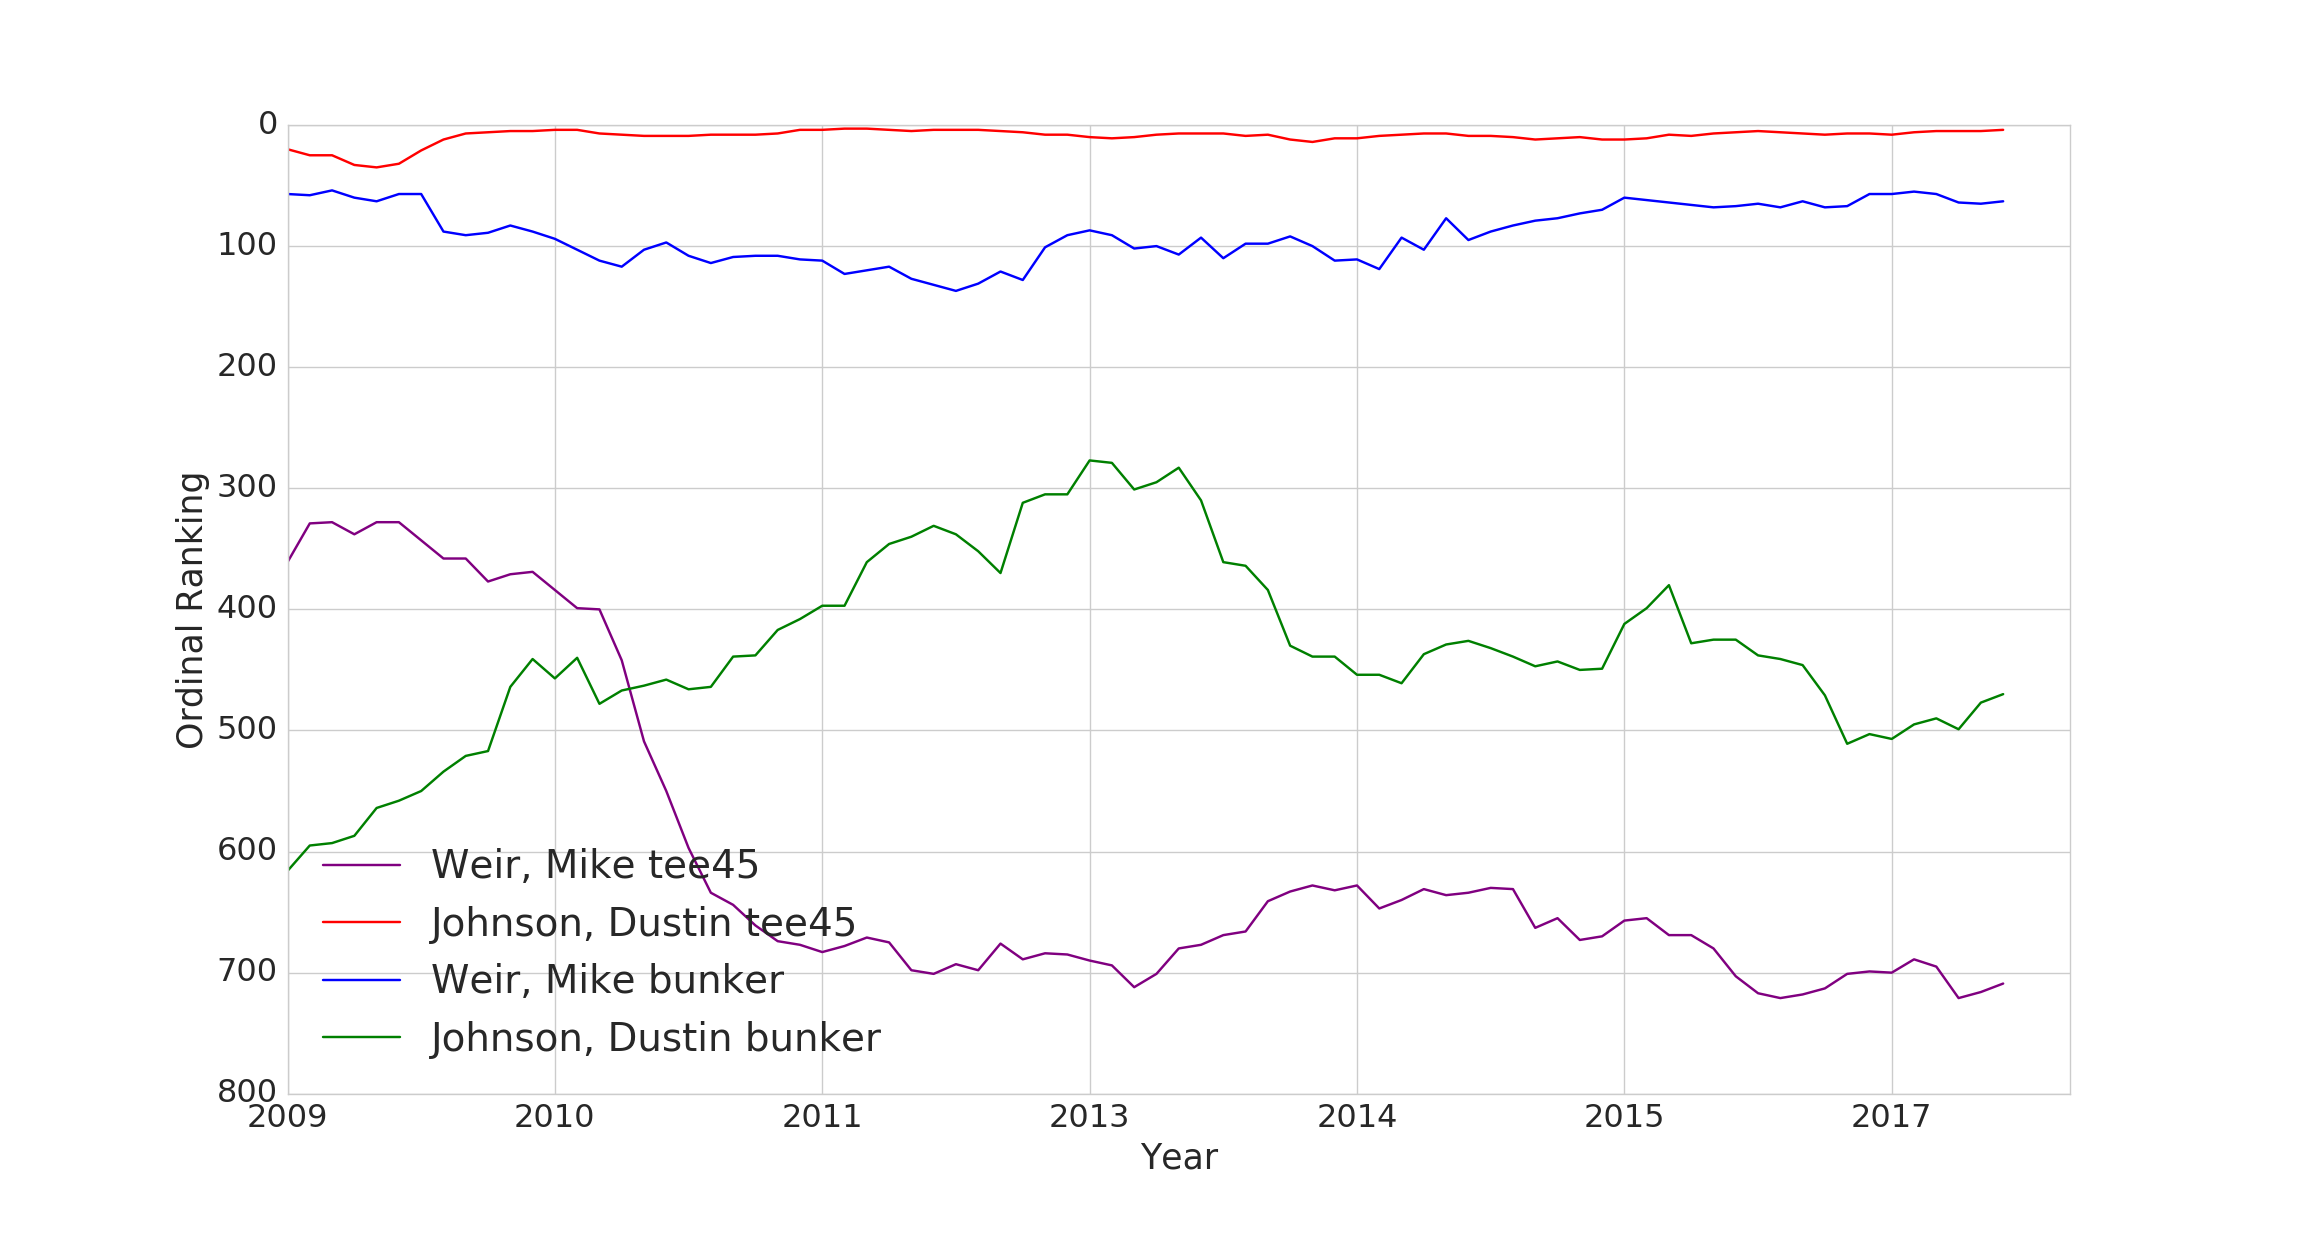 0
100
200
300
400
500
600
700
800
Ordinal Ranking
Weir, Mike tee45
Johnson, Dustin tee45
Weir, Mike bunker
Johnson, Dustin bunker
2009 2010 2011 2013 2014 2015 2017
Year